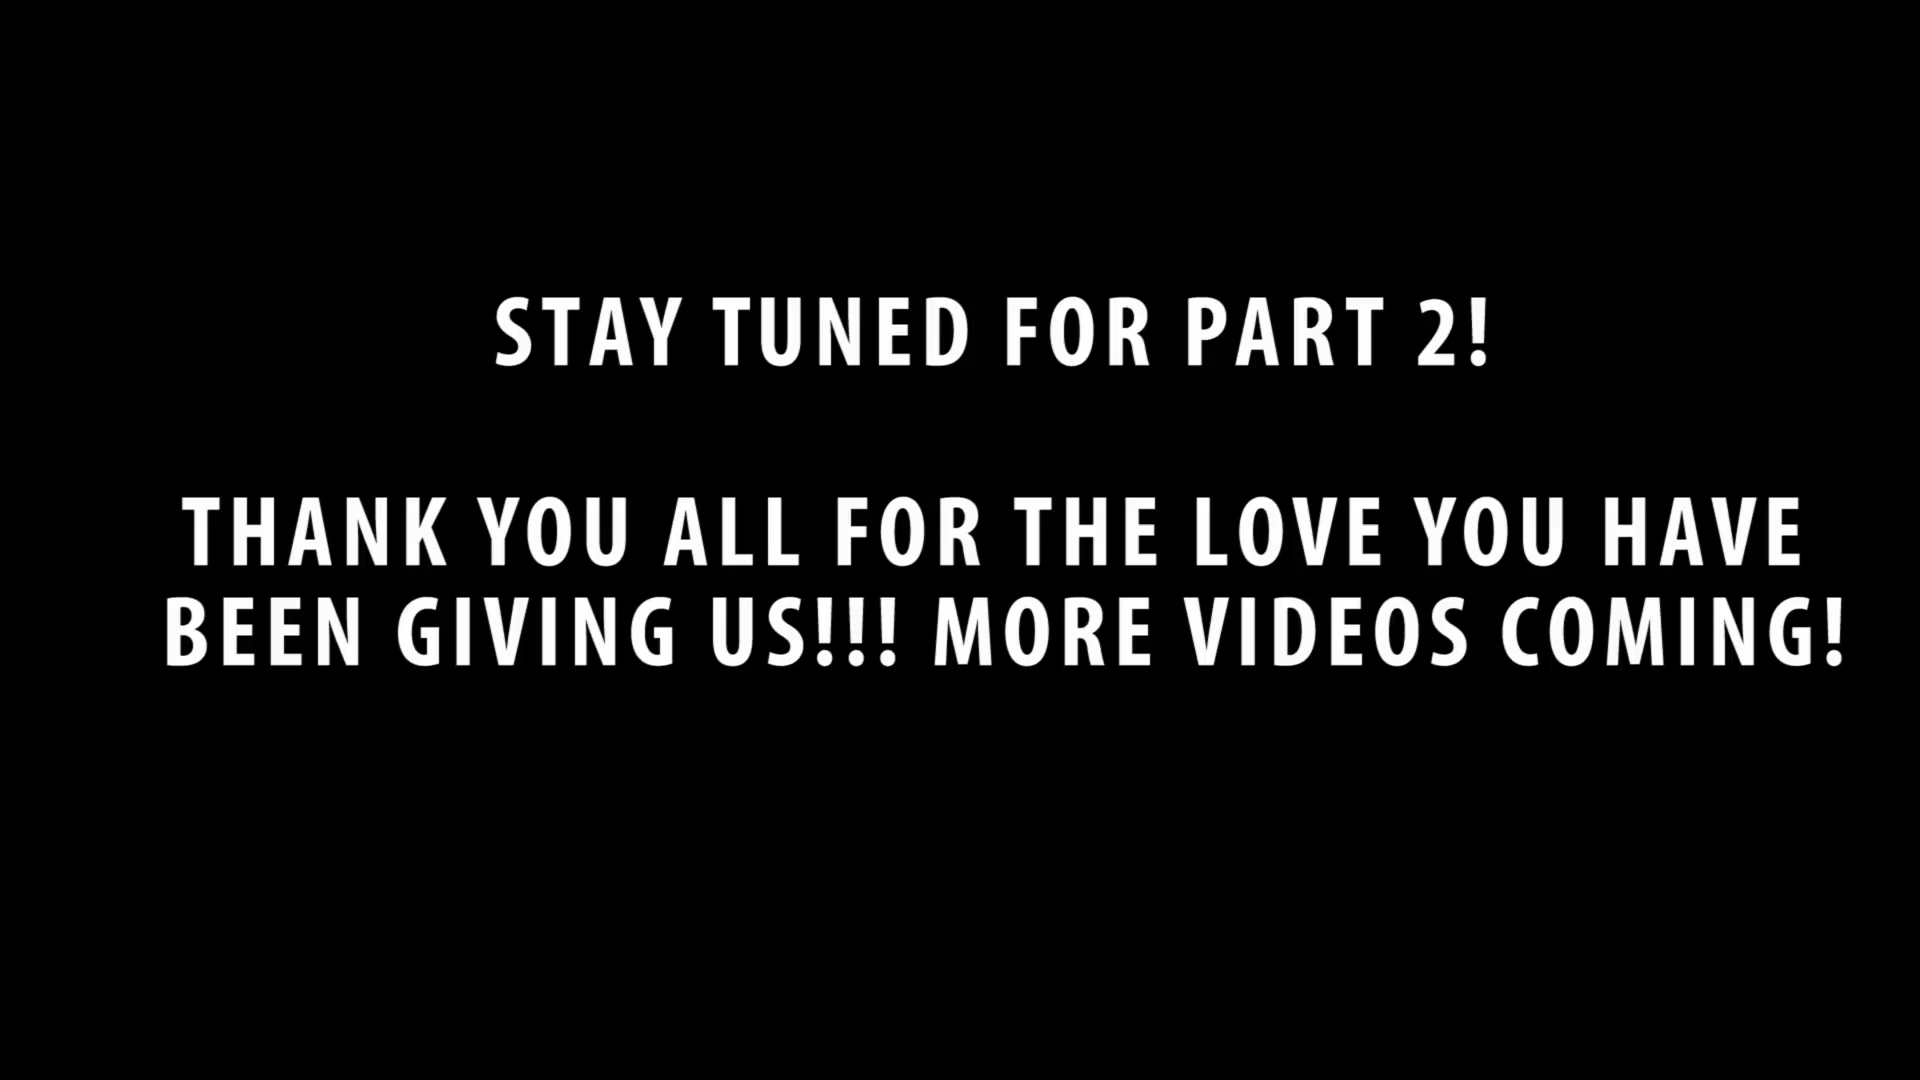 STAY TUNED FOR PART 2!
THANK YOU ALL FOR THE LOVE YOU HAVE
BEEN GIVING US!!! MORE VIDEOS COMING!